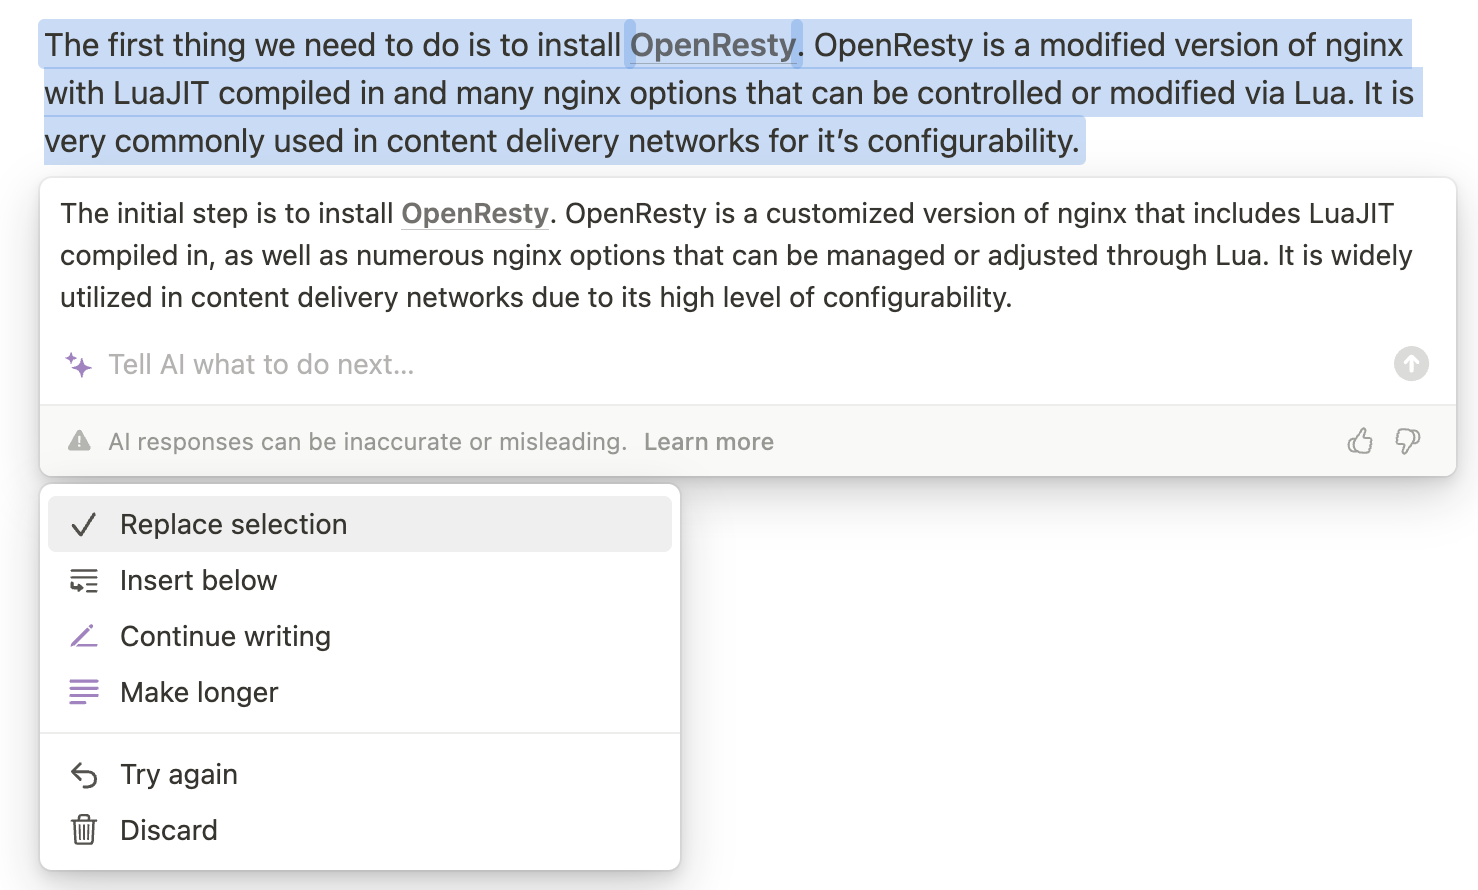 The first thing we need to do is to install OpenResty. OpenResty is a modified version of nginx
with LuaJIT compiled in and many nginx options that can be controlled or modified via Lua. It is
very commonly used in content delivery networks for it’s configurability.
The initial step is to install OpenResty. OpenResty is a customized version of nginx that includes LuaJIT
compiled in, as well as numerous nginx options that can be managed or adjusted through Lua. It is widely
utilized in content delivery networks due to its high level of configurability.
Tell AI what to do next...
AI responses can be inaccurate or misleading. Learn more
Replace selection
Insert below
Continue writing
Make longer
Try again
Discard